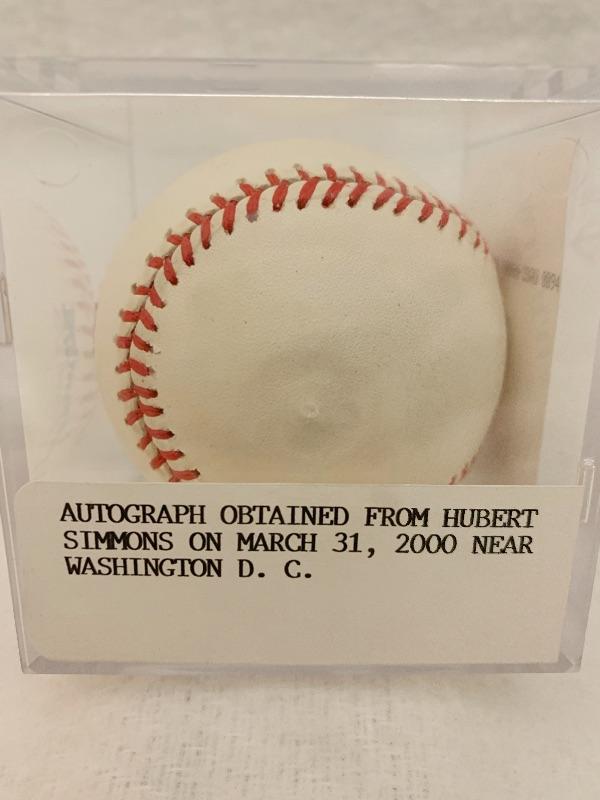 AUTOGRAPH OBTAINED FROM HUBERT
SIMMONS ON MARCH 31, 2000 NEAR
WASHINGTON D. C.